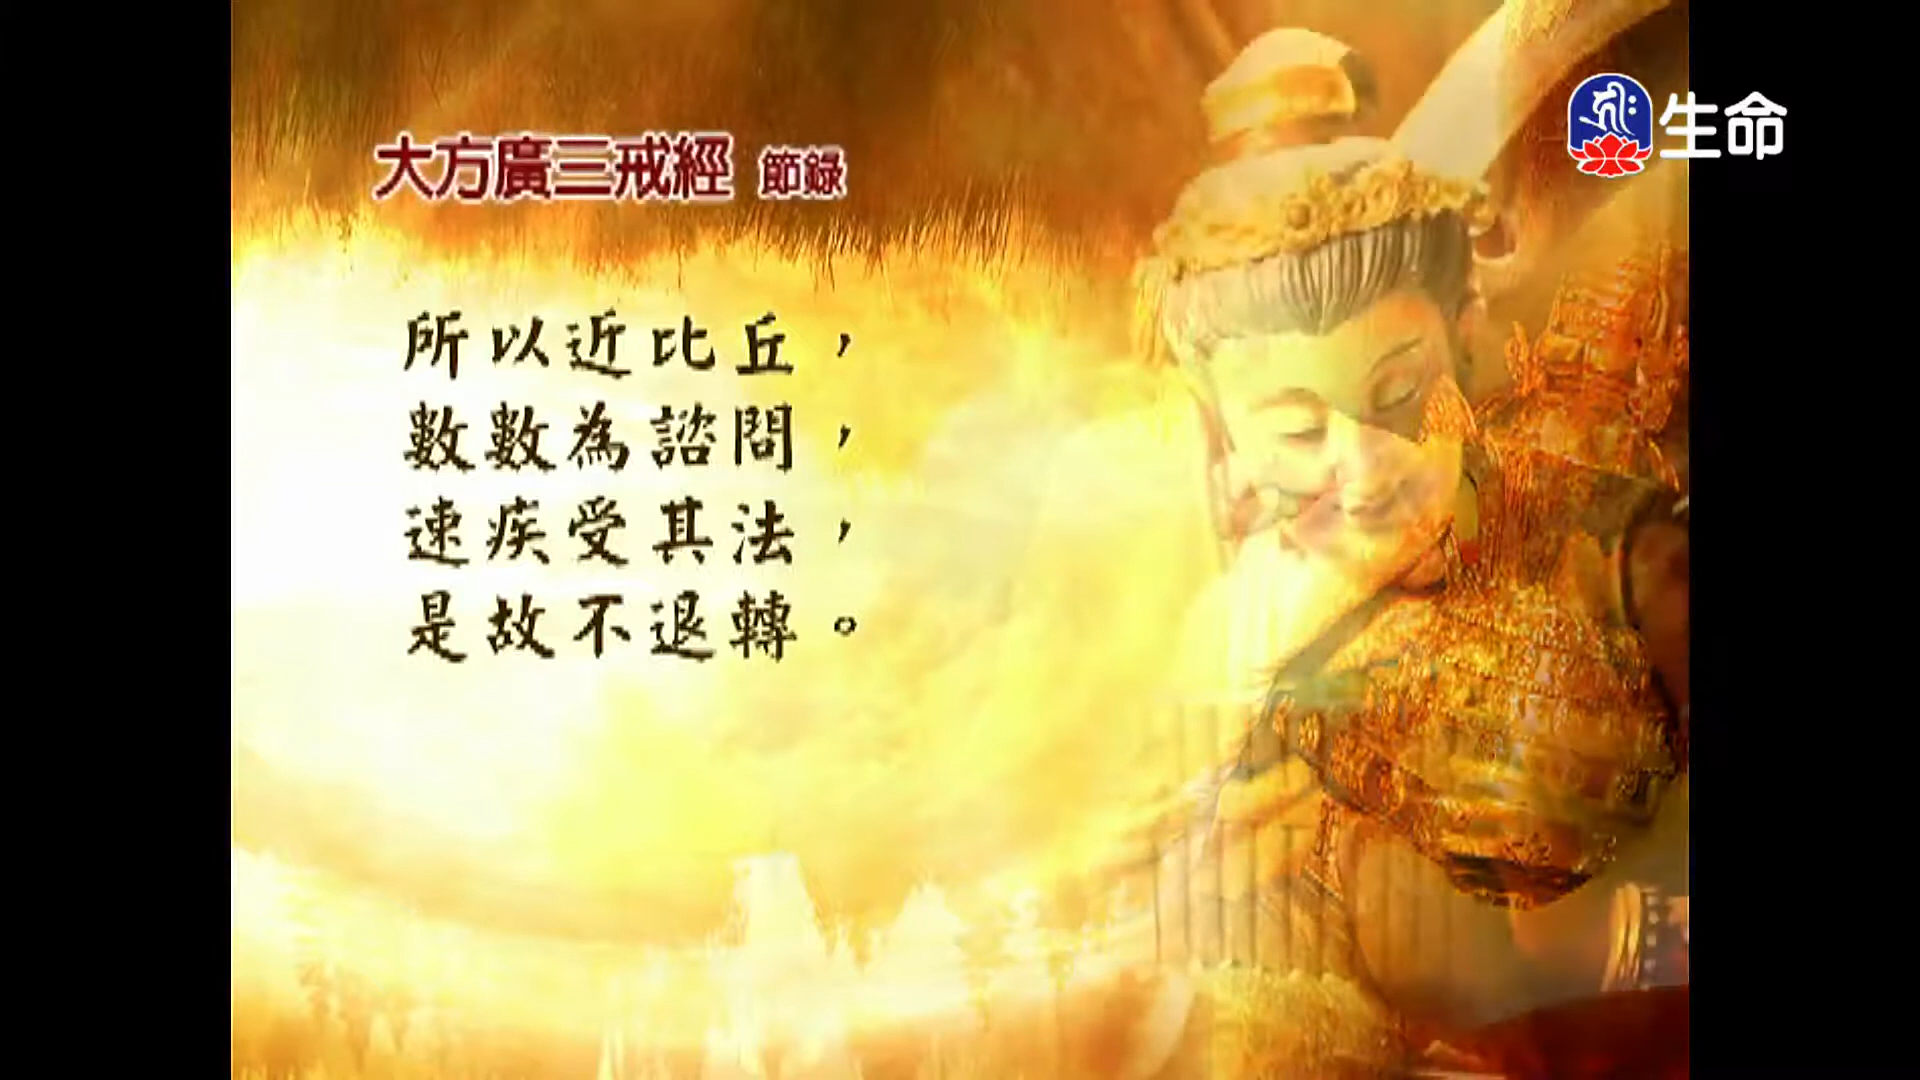 大方廣三戒經 節錄
生命
所以近比丘，
數數為諮問，
速疾受其法，
是故不退轉。